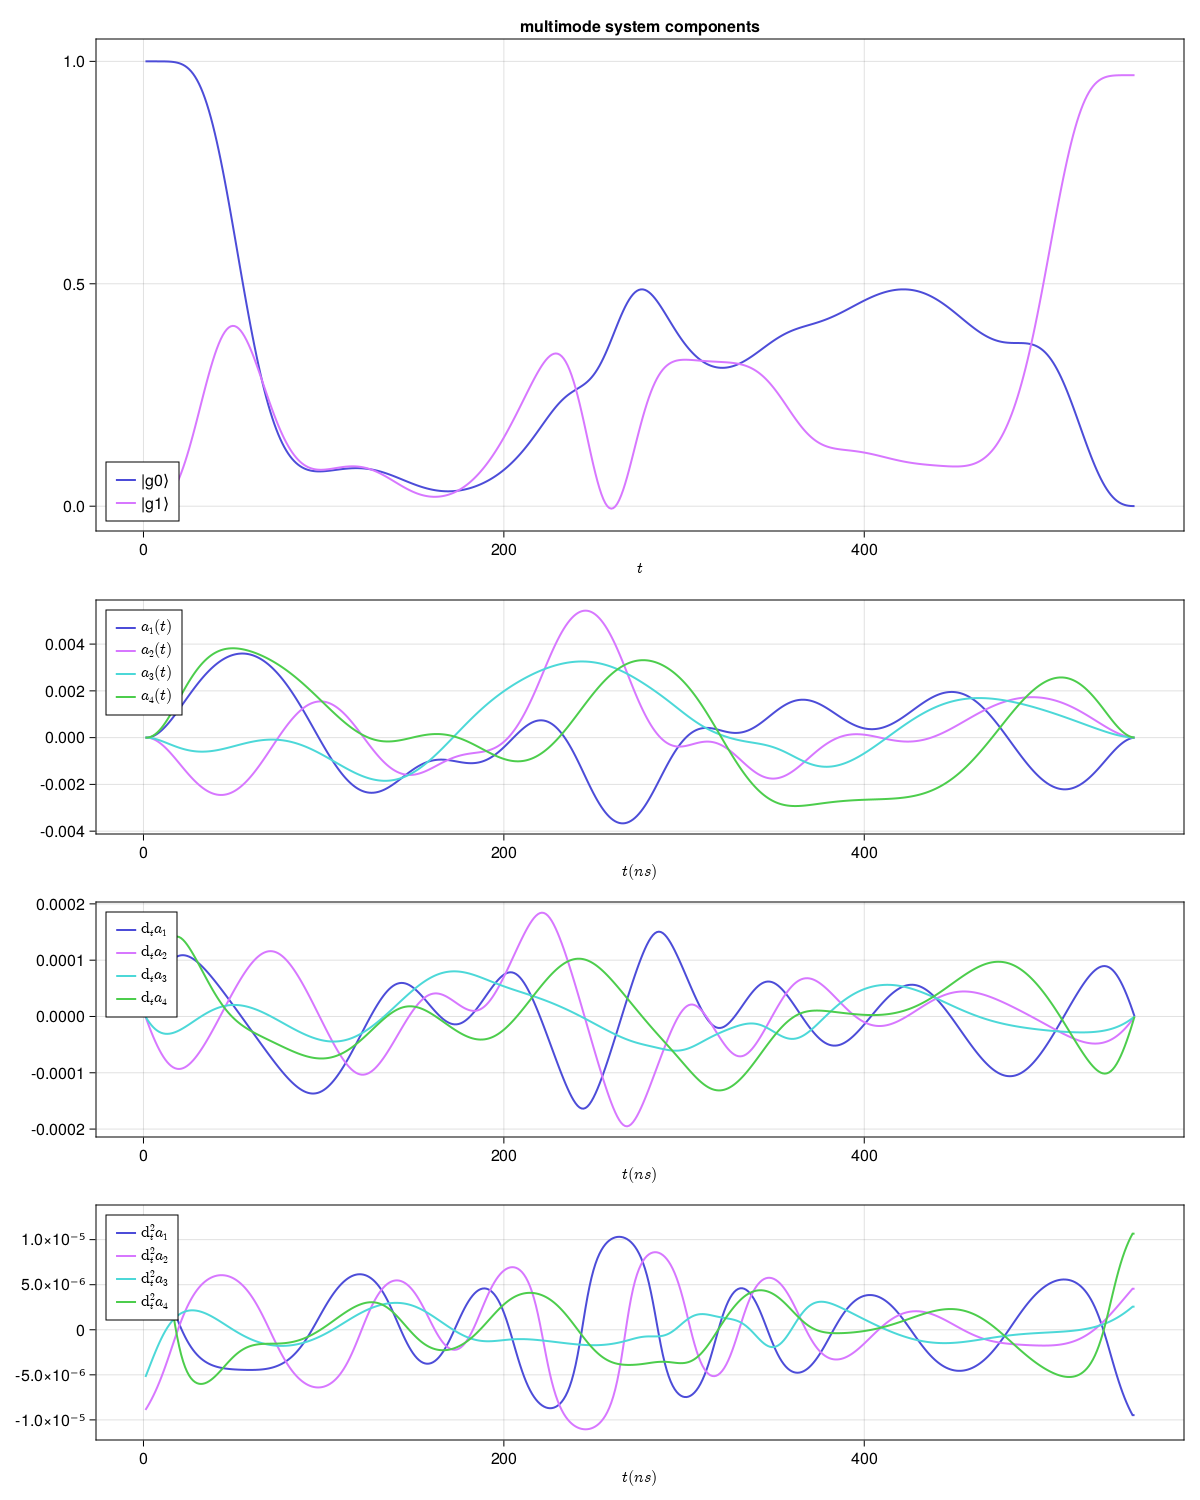 multimode system components
1.0
0.5
0.0
|g0⟩
|g1⟩
0 200 400
t
0.004
0.002
0.000
-0.002
-0.004
a₁(t)
a₂(t)
a₃(t)
a₄(t)
0 200 400
t(ns)
0.0002
0.0001
0.0000
-0.0001
-0.0002
dₜa₁
dₜa₂
dₜa₃
dₜa₄
0 200 400
t(ns)
1.0×10⁻⁵
5.0×10⁻⁶
0
-5.0×10⁻⁶
-1.0×10⁻⁵
d²ₜa₁
d²ₜa₂
d²ₜa₃
d²ₜa₄
0 200 400
t(ns)